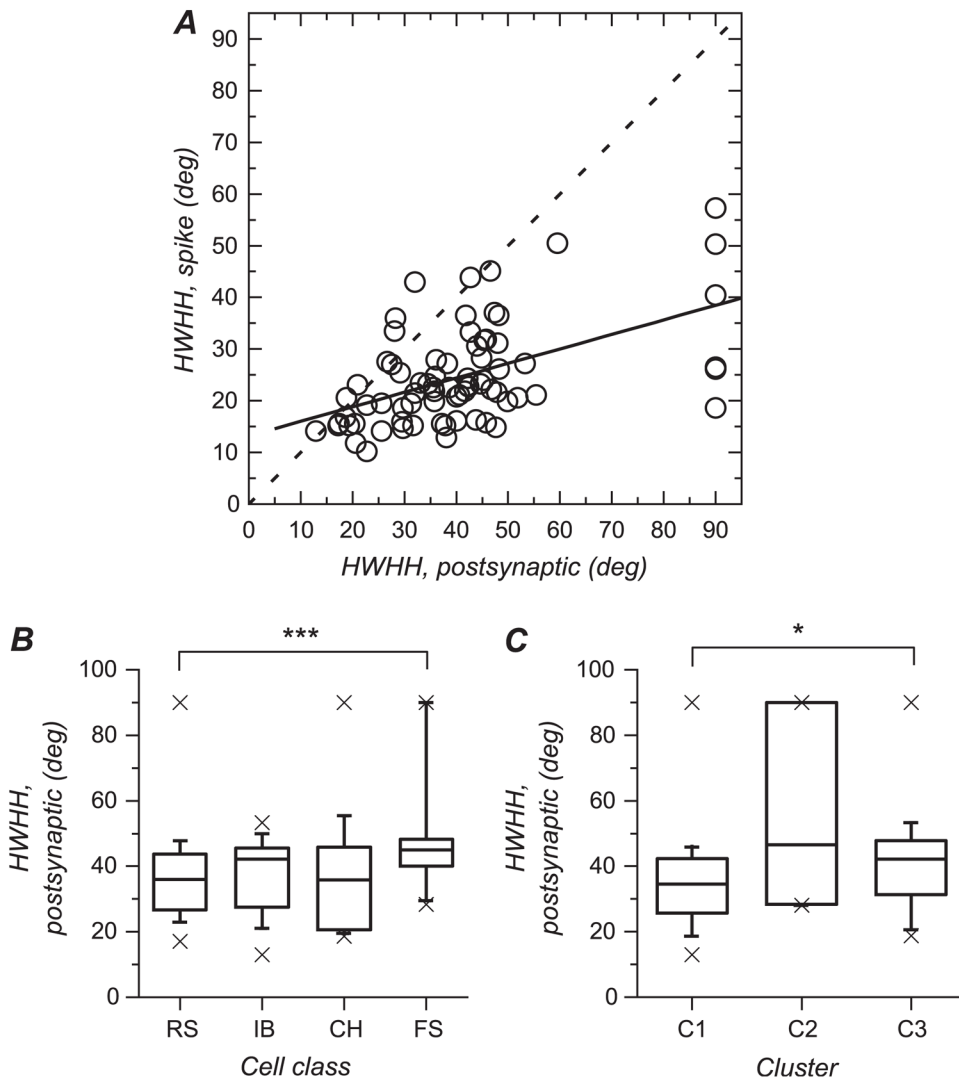 A
90
80
70
60
50
40
30
20
10
0
HWHH, spike (deg)
0 10 20 30 40 50 60 70 80 90
HWHH, postsynaptic (deg)
B
***
100
80
60
40
20
0
HWHH,
postsynaptic (deg)
RS IB CH FS
Cell class
C
*
100
80
60
40
20
0
HWHH,
postsynaptic (deg)
C1 C2 C3
Cluster